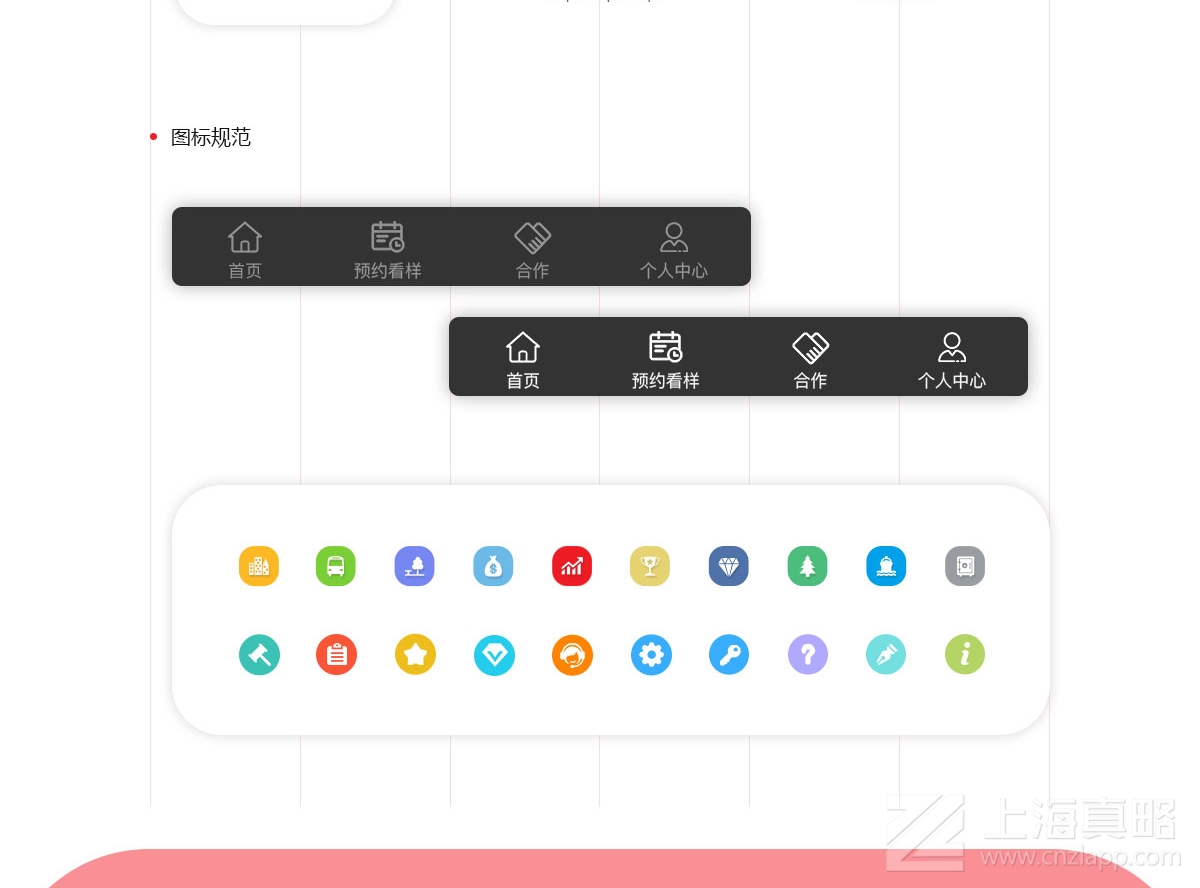 图标规范
首页 预约看样 合作 个人中心
首页 预约看样 合作 个人中心
上海真略
www.cnzlapp.com